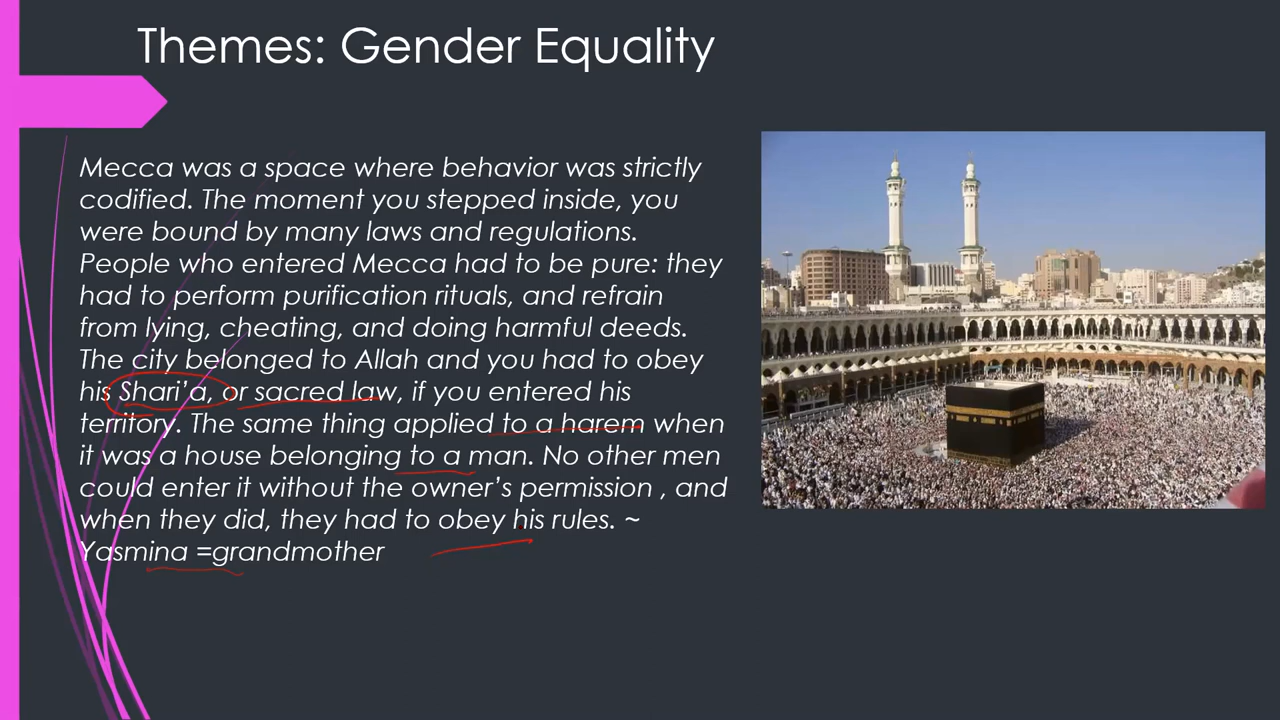 Themes: Gender Equality
Mecca was a space where behavior was strictly
codified. The moment you stepped inside, you
were bound by many laws and regulations.
People who entered Mecca had to be pure: they
had to perform purification rituals, and refrain
from lying, cheating, and doing harmful deeds.
The city belonged to Allah and you had to obey
his Shari’a, or sacred law, if you entered his
territory. The same thing applied to a harem when
it was a house belonging to a man. No other men
could enter it without the owner’s permission , and
when they did, they had to obey his rules. ~
Yasmina =grandmother